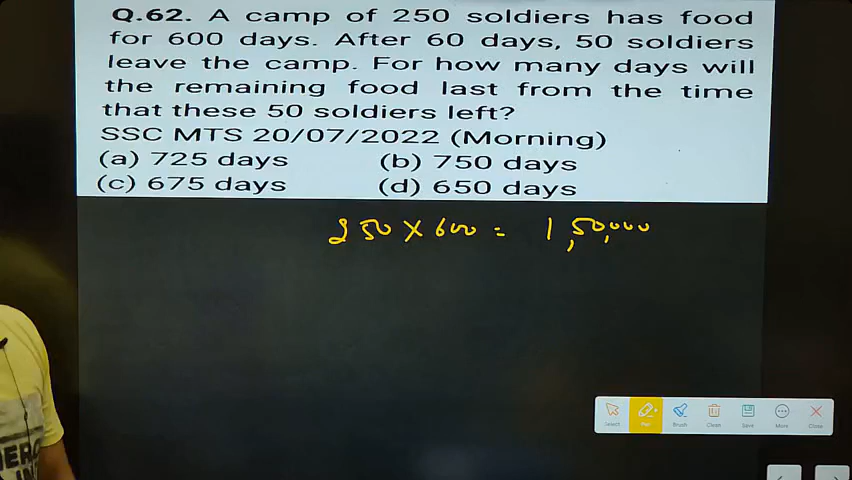 Q.62. A camp of 250 soldiers has food
for 600 days. After 60 days, 50 soldiers
leave the camp. For how many days will
the remaining food last from the time
that these 50 soldiers left?
SSC MTS 20/07/2022 (Morning)
(a) 725 days (b) 750 days
(c) 675 days (d) 650 days
250 × 600 = 1,50,000
Select Pen Brush Clean Save More Close